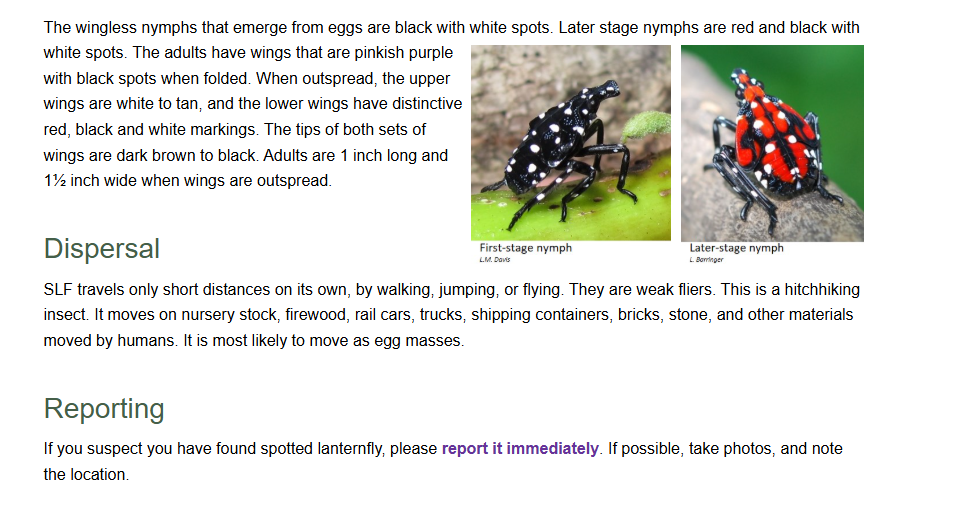 The wingless nymphs that emerge from eggs are black with white spots. Later stage nymphs are red and black with
white spots. The adults have wings that are pinkish purple
with black spots when folded. When outspread, the upper
wings are white to tan, and the lower wings have distinctive
red, black and white markings. The tips of both sets of
wings are dark brown to black. Adults are 1 inch long and
1½ inch wide when wings are outspread.
First-stage nymph
L.M. Davis
Later-stage nymph
L. Barringer
Dispersal
SLF travels only short distances on its own, by walking, jumping, or flying. They are weak fliers. This is a hitchhiking
insect. It moves on nursery stock, firewood, rail cars, trucks, shipping containers, bricks, stone, and other materials
moved by humans. It is most likely to move as egg masses.
Reporting
If you suspect you have found spotted lanternfly, please report it immediately. If possible, take photos, and note
the location.